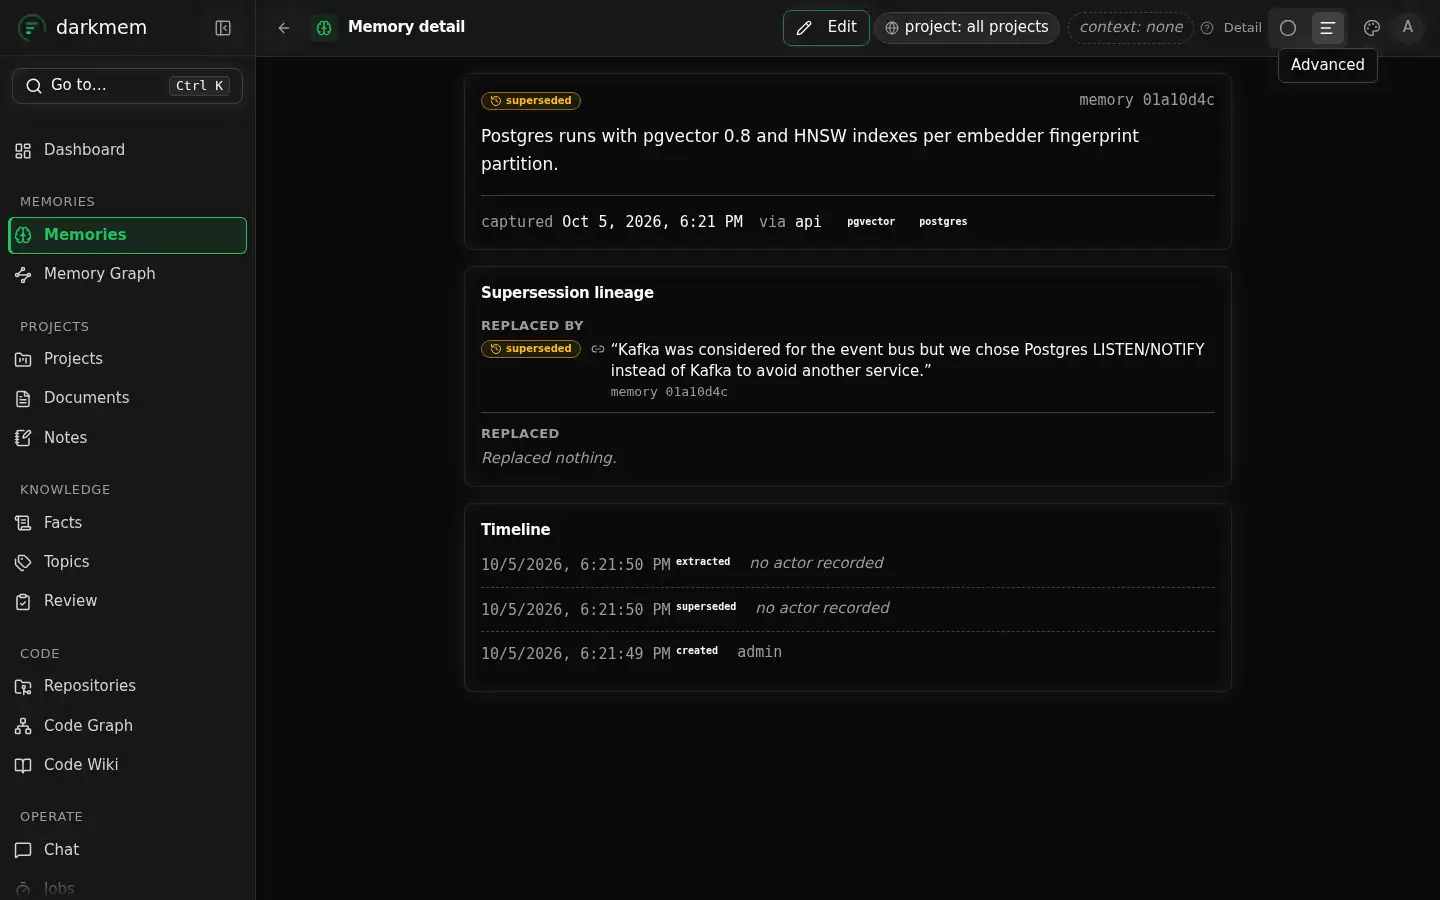 darkmem
Go to...
Ctrl K
Dashboard
MEMORIES
Memories
Memory Graph
PROJECTS
Projects
Documents
Notes
KNOWLEDGE
Facts
Topics
Review
CODE
Repositories
Code Graph
Code Wiki
OPERATE
Chat
Jobs
Memory detail
Edit
project: all projects
context: none
Detail
A
Advanced
superseded
memory 01a10d4c
Postgres runs with pgvector 0.8 and HNSW indexes per embedder fingerprint
partition.
captured Oct 5, 2026, 6:21 PM via api pgvector postgres
Supersession lineage
REPLACED BY
superseded
“Kafka was considered for the event bus but we chose Postgres LISTEN/NOTIFY
instead of Kafka to avoid another service.”
memory 01a10d4c
REPLACED
Replaced nothing.
Timeline
10/5/2026, 6:21:50 PM extracted no actor recorded
10/5/2026, 6:21:50 PM superseded no actor recorded
10/5/2026, 6:21:49 PM created admin